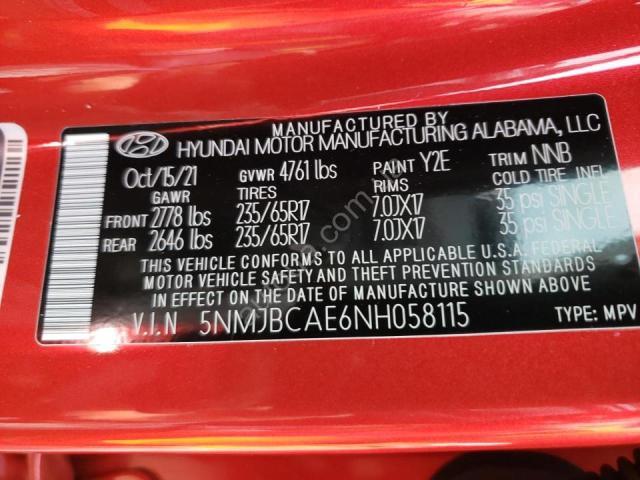 MANUFACTURED BY
HYUNDAI MOTOR MANUFACTURING ALABAMA, LLC
Oct/15/21 GVWR 4761 lbs PAINT Y2E TRIM NNB
GAWR TIRES RIMS COLD TIRE INFL
FRONT 2778 lbs 235/65R17 7.0JX17 35 psi SINGLE
REAR 2646 lbs 235/65R17 7.0JX17 35 psi SINGLE
THIS VEHICLE CONFORMS TO ALL APPLICABLE U.S.A. FEDERAL
MOTOR VEHICLE SAFETY AND THEFT PREVENTION STANDARDS
IN EFFECT ON THE DATE OF MANUFACTURE SHOWN ABOVE
V.I.N 5NMJBCAE6NH058115 TYPE: MPV